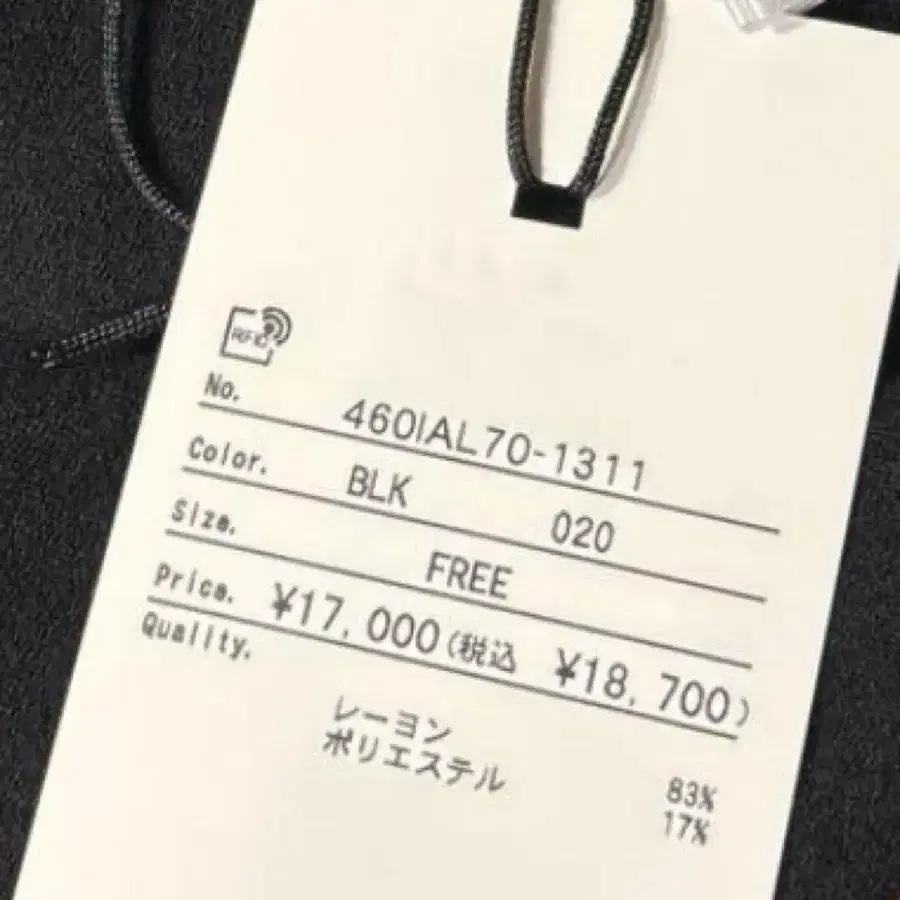 RFID
No. 460IAL70-1311
Color. BLK 020
Size. FREE
Price. ¥17,000(税込 ¥18,700)
Quality.
レーヨン 83%
ポリエステル 17%